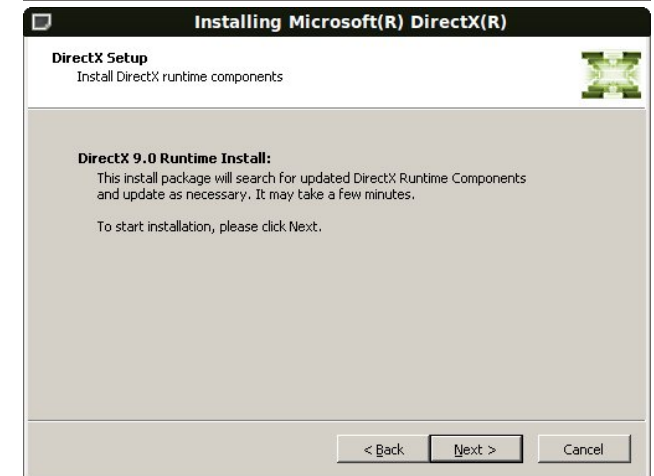 Installing Microsoft(R) DirectX(R)
DirectX Setup
Install DirectX runtime components
DirectX 9.0 Runtime Install:
This install package will search for updated DirectX Runtime Components
and update as necessary. It may take a few minutes.
To start installation, please click Next.
< Back
Next >
Cancel